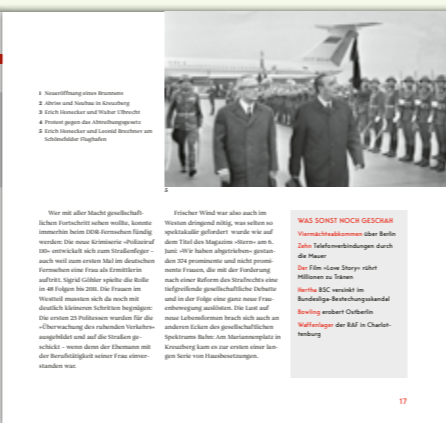 1 Neueröffnung eines Brunnens
2 Abriss und Neubau in Kreuzberg
3 Erich Honecker und Walter Ulbricht
4 Protest gegen das Abtreibungsgesetz
5 Erich Honecker und Leonid Breschnew am
Schönefelder Flughafen
5
Wer mit aller Macht gesellschaft-
lichen Fortschritt sehen wollte, konnte
immerhin beim DDR-Fernsehen fündig
werden: Die neue Krimiserie »Polizeiruf
110« entwickelt sich zum Straßenfeger –
auch weil zum ersten Mal im deutschen
Fernsehen eine Frau als Ermittlerin
auftritt. Sigrid Göhler spielte die Rolle
in 48 Folgen bis 2011. Die Frauen im
Westteil mussten sich da noch mit
deutlich kleineren Schritten begnügen:
Die ersten 25 Politessen wurden für die
»Überwachung des ruhenden Verkehrs«
ausgebildet und auf die Straßen ge-
schickt – wenn denn der Ehemann mit
der Berufstätigkeit seiner Frau einver-
standen war.
Frischer Wind war also auch im
Westen dringend nötig, was selten so
spektakulär gefordert wurde wie auf
dem Titel des Magazins »Stern« am 6.
Juni: »Wir haben abgetrieben« gestan-
den 374 prominente und nicht promi-
nente Frauen, die mit der Forderung
nach einer Reform des Strafrechts eine
tiefgreifende gesellschaftliche Debatte
und in der Folge eine ganz neue Frau-
enbewegung auslösten. Die Lust auf
neue Lebensformen brach sich auch an
anderen Ecken des gesellschaftlichen
Spektrums Bahn: Am Mariannenplatz in
Kreuzberg kam es zur ersten einer lan-
gen Serie von Hausbesetzungen.
WAS SONST NOCH GESCHAH
Viermächteabkommen über Berlin
Zehn Telefonverbindungen durch
die Mauer
Der Film »Love Story« rührt
Millionen zu Tränen
Hertha BSC versinkt im
Bundesliga-Bestechungsskandal
Bowling erobert Ostberlin
Waffenlager der RAF in Charlot-
tenburg
17